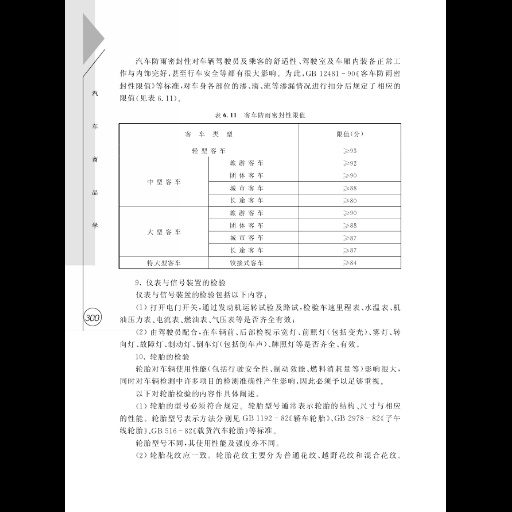 汽车防雨密封性对车辆驾驶员及乘客的舒适性、驾驶室及车厢内装备正常工
作与内饰完好,甚至行车安全等都有很大影响。为此,GB 12481-90《客车防雨密
封性限值》等标准,对车身各部位的渗、滴、流等渗漏情况进行扣分后规定了相应的
限值(见表 6.11)。
表 6.11 客车防雨密封性限值
客 车 类 型 限值(分)
轻 型 客 车 ≥93
中 型 客 车 旅 游 客 车 ≥92
团 体 客 车 ≥90
城 市 客 车 ≥88
长 途 客 车 ≥80
大 型 客 车 旅 游 客 车 ≥90
团 体 客 车 ≥88
城 市 客 车 ≥87
长 途 客 车 ≥87
特大型客车 铰接式客车 ≥84
9. 仪表与信号装置的检验
仪表与信号装置的检验包括以下内容:
(1) 打开电门开关,通过发动机运转试验及路试,检验车速里程表、水温表、机
油压力表、电流表、燃油表、气压表等是否齐全有效;
(2) 由驾驶员配合,在车辆前、后部检视示宽灯、前照灯(包括变光)、雾灯、转
向灯、故障灯、制动灯、倒车灯(包括倒车声)、牌照灯等是否齐全、有效。
10. 轮胎的检验
轮胎对车辆使用性能(包括行驶安全性、制动效能、燃料消耗量等)影响很大,
同时对车辆检测中许多项目的检测准确性产生影响,因此必须予以足够重视。
以下对轮胎检验的内容作具体阐述。
(1) 轮胎的型号必须符合规定。轮胎型号通常表示轮胎的结构、尺寸与相应
的性能。轮胎型号表示方法分别见 GB 1192-82《轿车轮胎》、GB 2978-82《子午
线轮胎》、GB 516-82《载货汽车轮胎》等标准。
轮胎型号不同,其使用性能及强度亦不同。
(2) 轮胎花纹应一致。轮胎花纹主要分为普通花纹、越野花纹和混合花纹。
汽
车
商
品
学
300